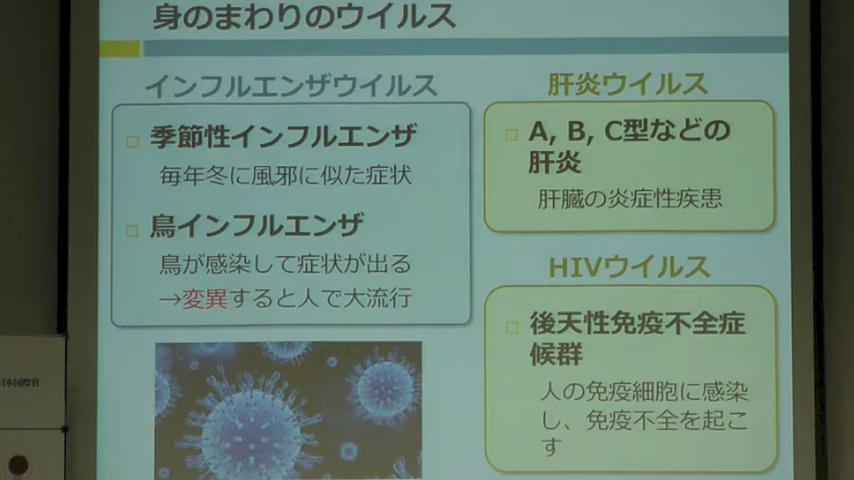 身のまわりのウイルス
インフルエンザウイルス
季節性インフルエンザ
毎年冬に風邪に似た症状
鳥インフルエンザ
鳥が感染して症状が出る
→変異すると人で大流行
肝炎ウイルス
A, B, C型などの
肝炎
肝臓の炎症性疾患
HIVウイルス
後天性免疫不全症
候群
人の免疫細胞に感染
し、免疫不全を起こ
す
日本国際賞